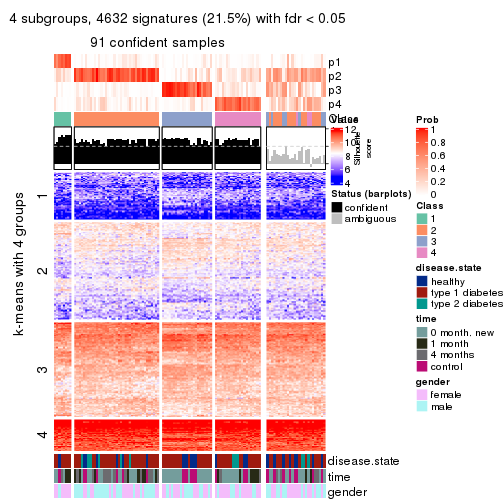 4 subgroups, 4632 signatures (21.5%) with fdr < 0.05
91 confident samples
p1
p2
p3
p4
Class
Value
12
10
8
6
4
Silhouette
score
k-means with 4 groups
1
2
3
4
Status (barplots)
confident
ambiguous
Prob
1
0.8
0.6
0.4
0.2
0
Class
1
2
3
4
disease.state
healthy
type 1 diabetes
type 2 diabetes
time
0 month. new
1 month
4 months
control
gender
female
male
disease.state
time
gender